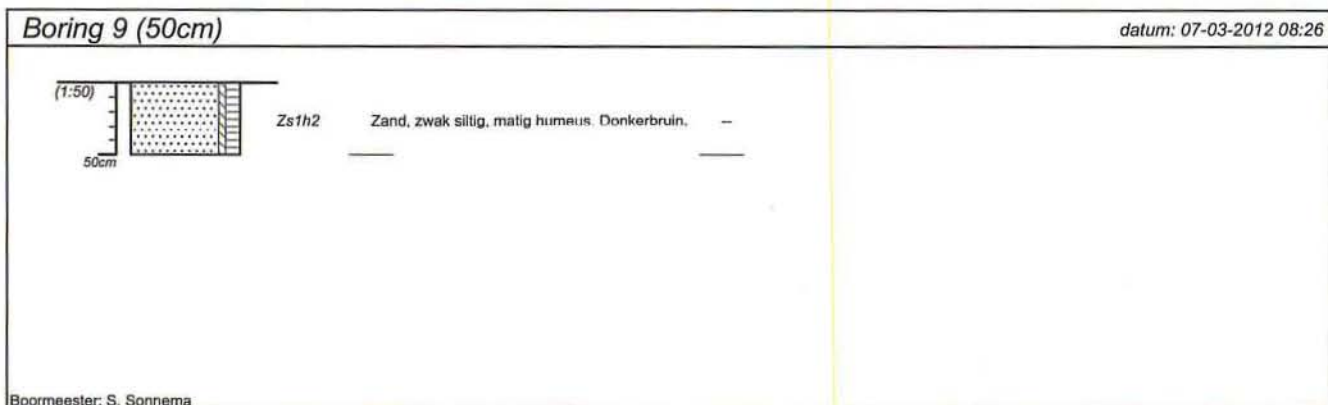 Boring 9 (50cm) datum: 07-03-2012 08:26
(1:50)
Zs1h2 Zand, zwak siltig, matig humeus. Donkerbruin. --
50cm
Boormeester: S. Sonnema